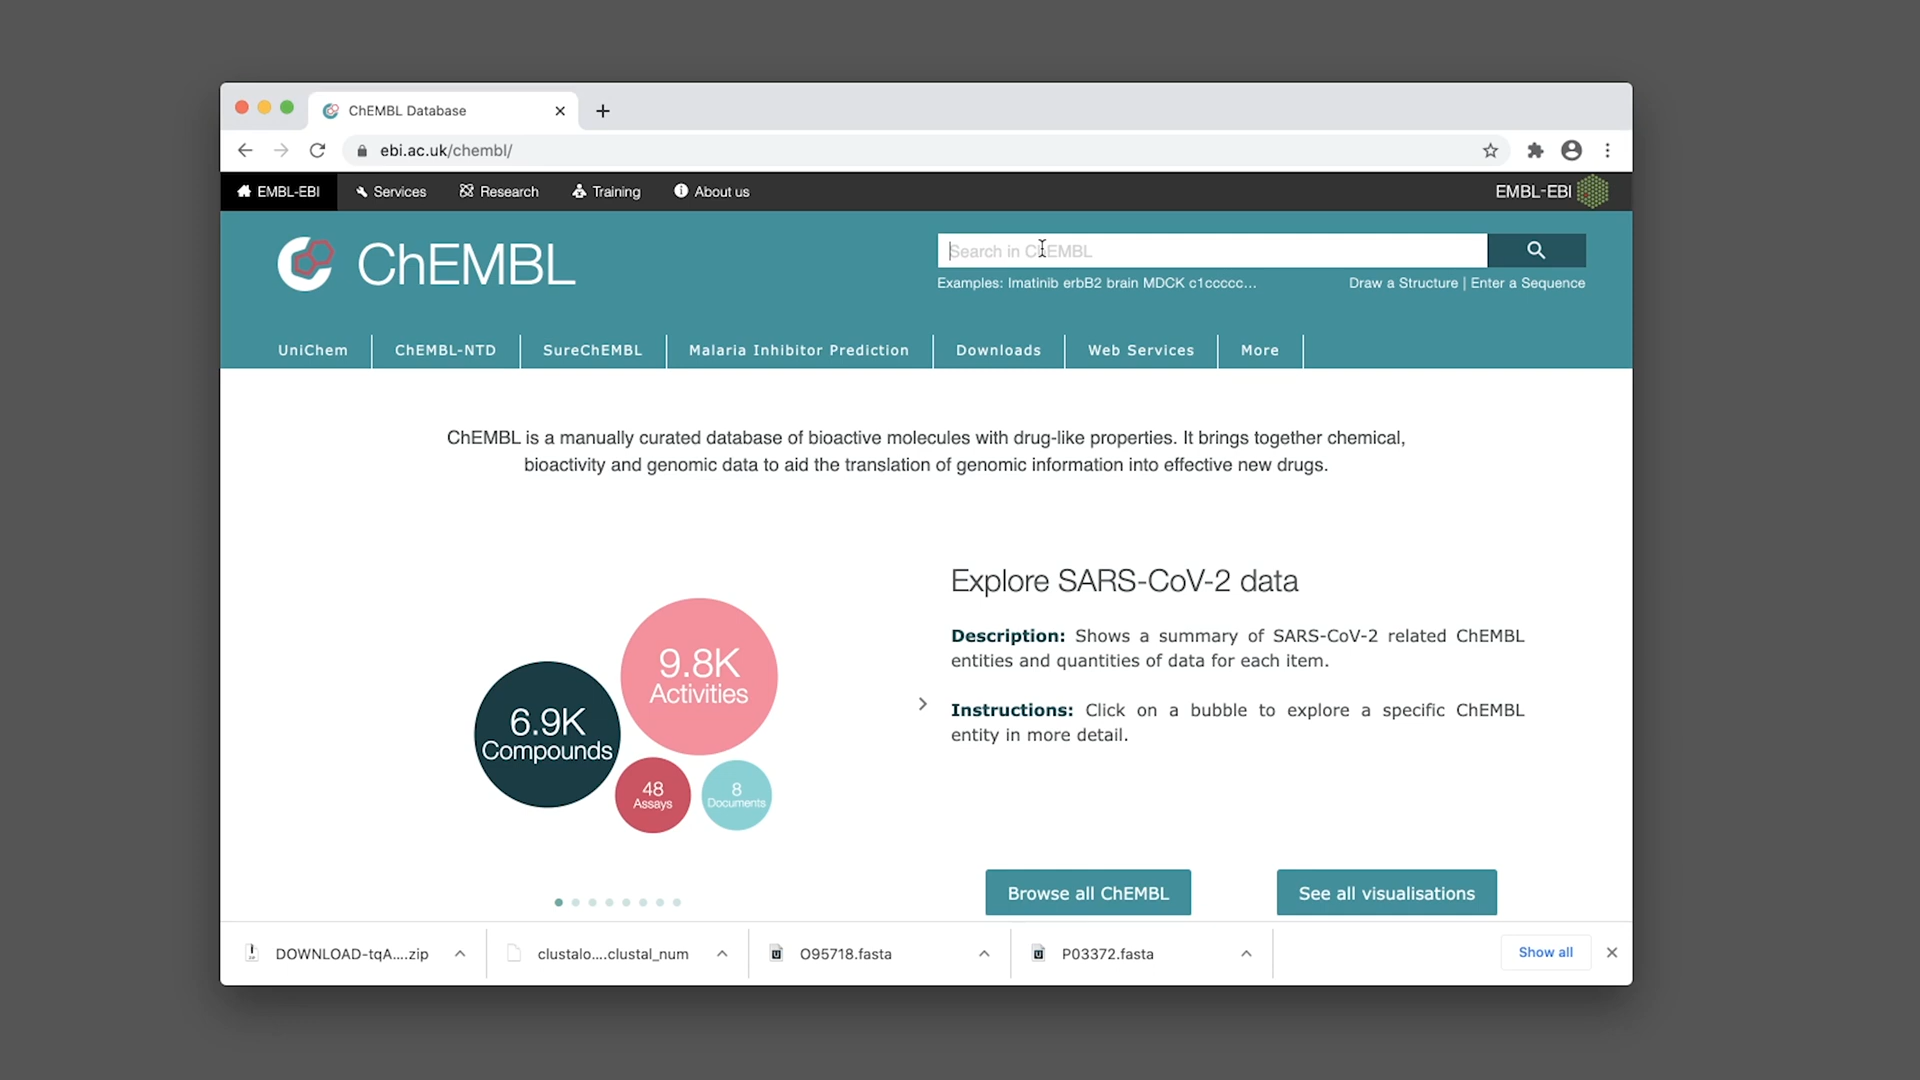 ChEMBL Database
ebi.ac.uk/chembl/
EMBL-EBI Services Research Training About us EMBL-EBI
ChEMBL
Search in ChEMBL
Examples: Imatinib erbB2 brain MDCK c1ccccc...
Draw a Structure | Enter a Sequence
UniChem ChEMBL-NTD SureChEMBL Malaria Inhibitor Prediction Downloads Web Services More
ChEMBL is a manually curated database of bioactive molecules with drug-like properties. It brings together chemical,
bioactivity and genomic data to aid the translation of genomic information into effective new drugs.
9.8K
Activities
6.9K
Compounds
48
Assays
8
Documents
Explore SARS-CoV-2 data
Description: Shows a summary of SARS-CoV-2 related ChEMBL
entities and quantities of data for each item.
Instructions: Click on a bubble to explore a specific ChEMBL
entity in more detail.
Browse all ChEMBL
See all visualisations
DOWNLOAD-tqA....zip
clustalo....clustal_num
O95718.fasta
P03372.fasta
Show all